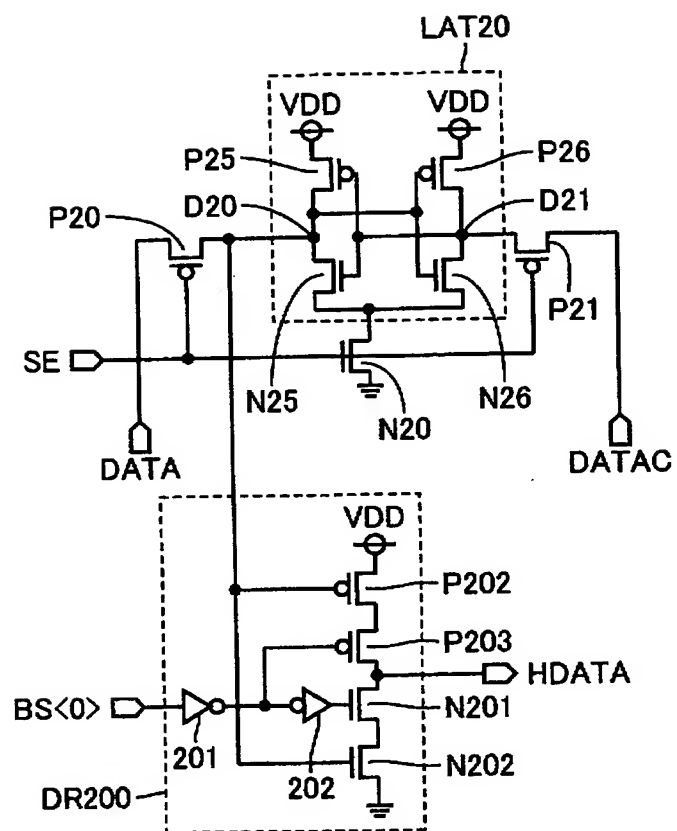 LAT20
VDD VDD
P25 P26
P20 D20 D21
P21
SE
N25 N20 N26
DATA DATAC
VDD
P202
P203
HDATA
BS<0>
N201
201 202
N202
DR200